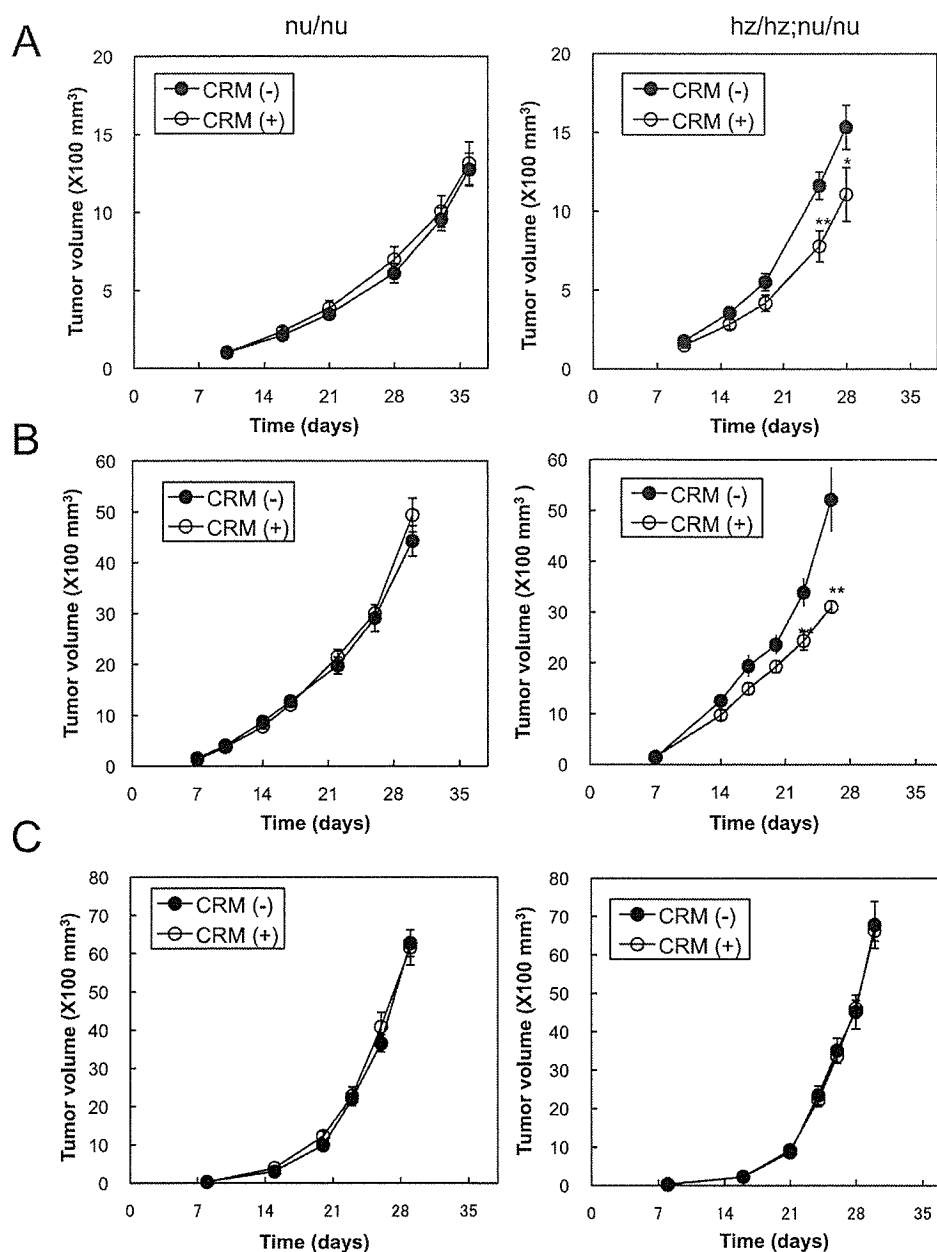 nu/nu
hz/hz;nu/nu
A
20
15
10
5
0
Tumor volume (X100 mm³)
CRM (-)
CRM (+)
0 7 14 21 28 35
Time (days)
20
15
10
5
0
Tumor volume (X100 mm³)
CRM (-)
CRM (+)
**
*
0 7 14 21 28 35
Time (days)
B
60
50
40
30
20
10
0
Tumor volume (X100 mm³)
CRM (-)
CRM (+)
0 7 14 21 28 35
Time (days)
60
50
40
30
20
10
0
Tumor volume (X100 mm³ )
CRM (-)
CRM (+)
**
**
0 7 14 21 28 35
Time (days)
C
80
70
60
50
40
30
20
10
0
Tumor volume (X100 mm³)
CRM (-)
CRM (+)
0 7 14 21 28 35
Time (days)
80
70
60
50
40
30
20
10
0
Tumor volume (X100 mm³)
CRM (-)
CRM (+)
0 7 14 21 28 35
Time (days)